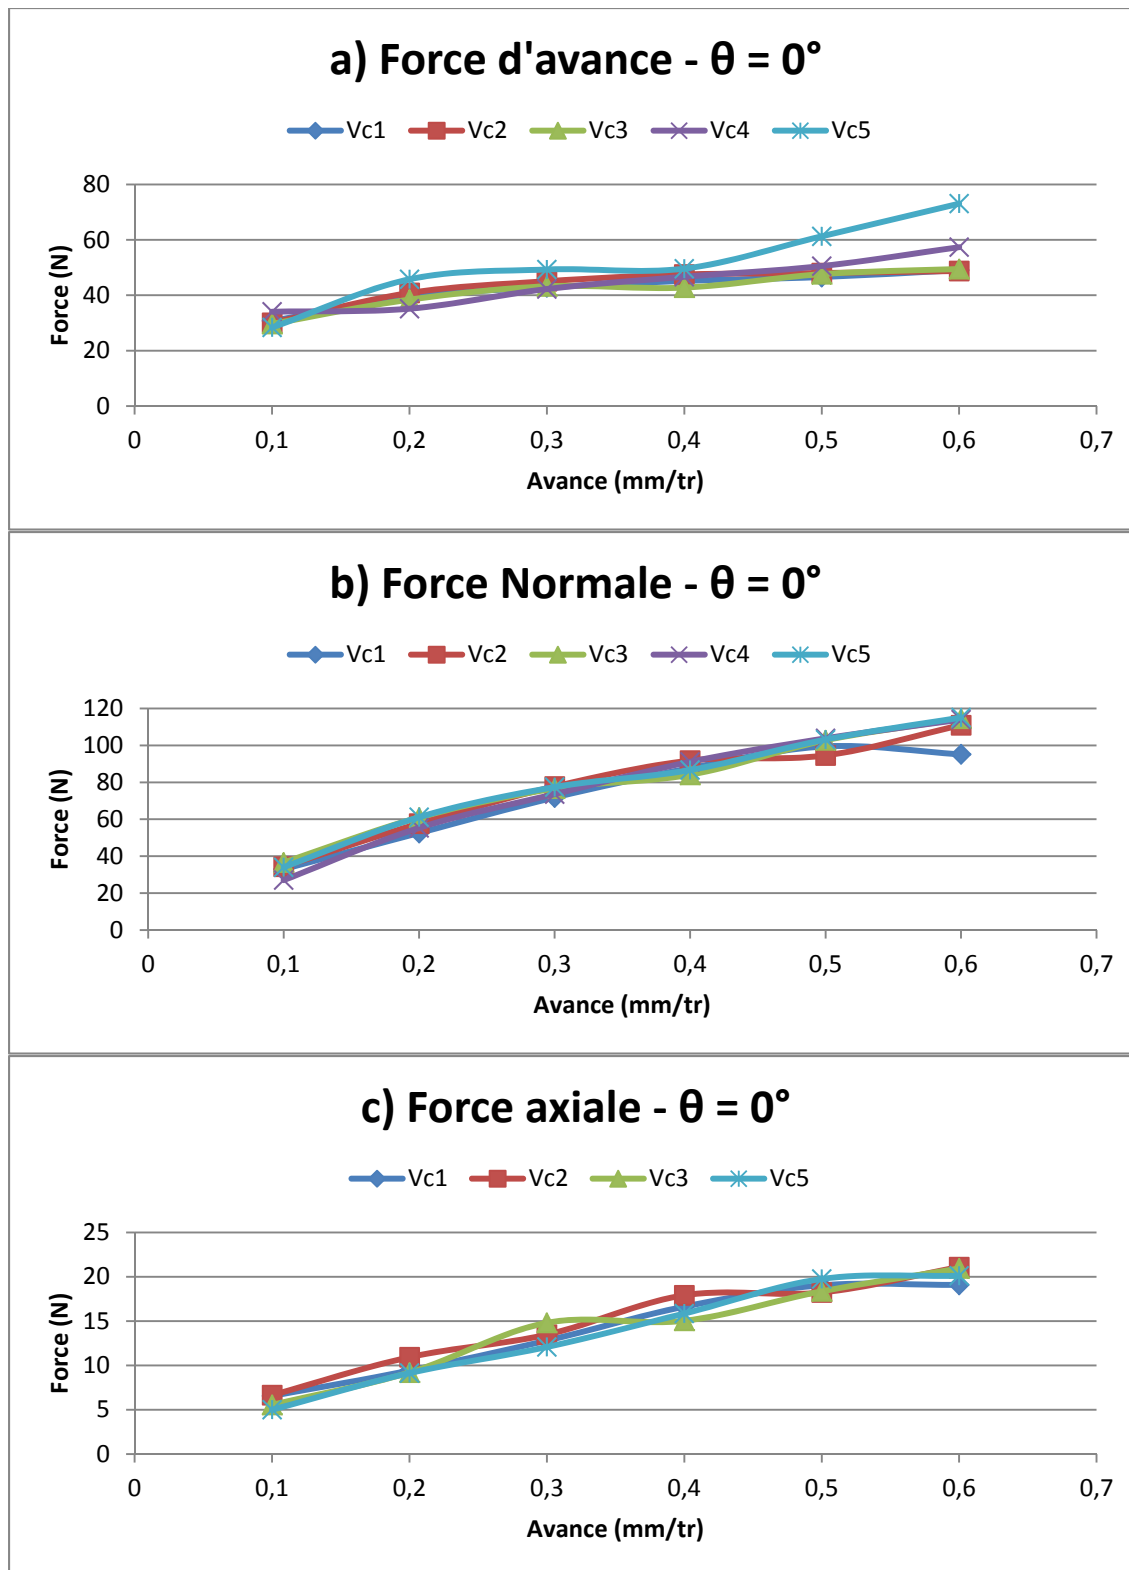 a) Force d'avance - θ = 0°
Vc1 Vc2 Vc3 Vc4 Vc5
80
60
40
20
0
Force (N)
0 0,1 0,2 0,3 0,4 0,5 0,6 0,7
Avance (mm/tr)
b) Force Normale - θ = 0°
Vc1 Vc2 Vc3 Vc4 Vc5
120
100
80
60
40
20
0
Force (N)
0 0,1 0,2 0,3 0,4 0,5 0,6 0,7
Avance (mm/tr)
c) Force axiale - θ = 0°
Vc1 Vc2 Vc3 Vc5
25
20
15
10
5
0
Force (N)
0 0,1 0,2 0,3 0,4 0,5 0,6 0,7
Avance (mm/tr)